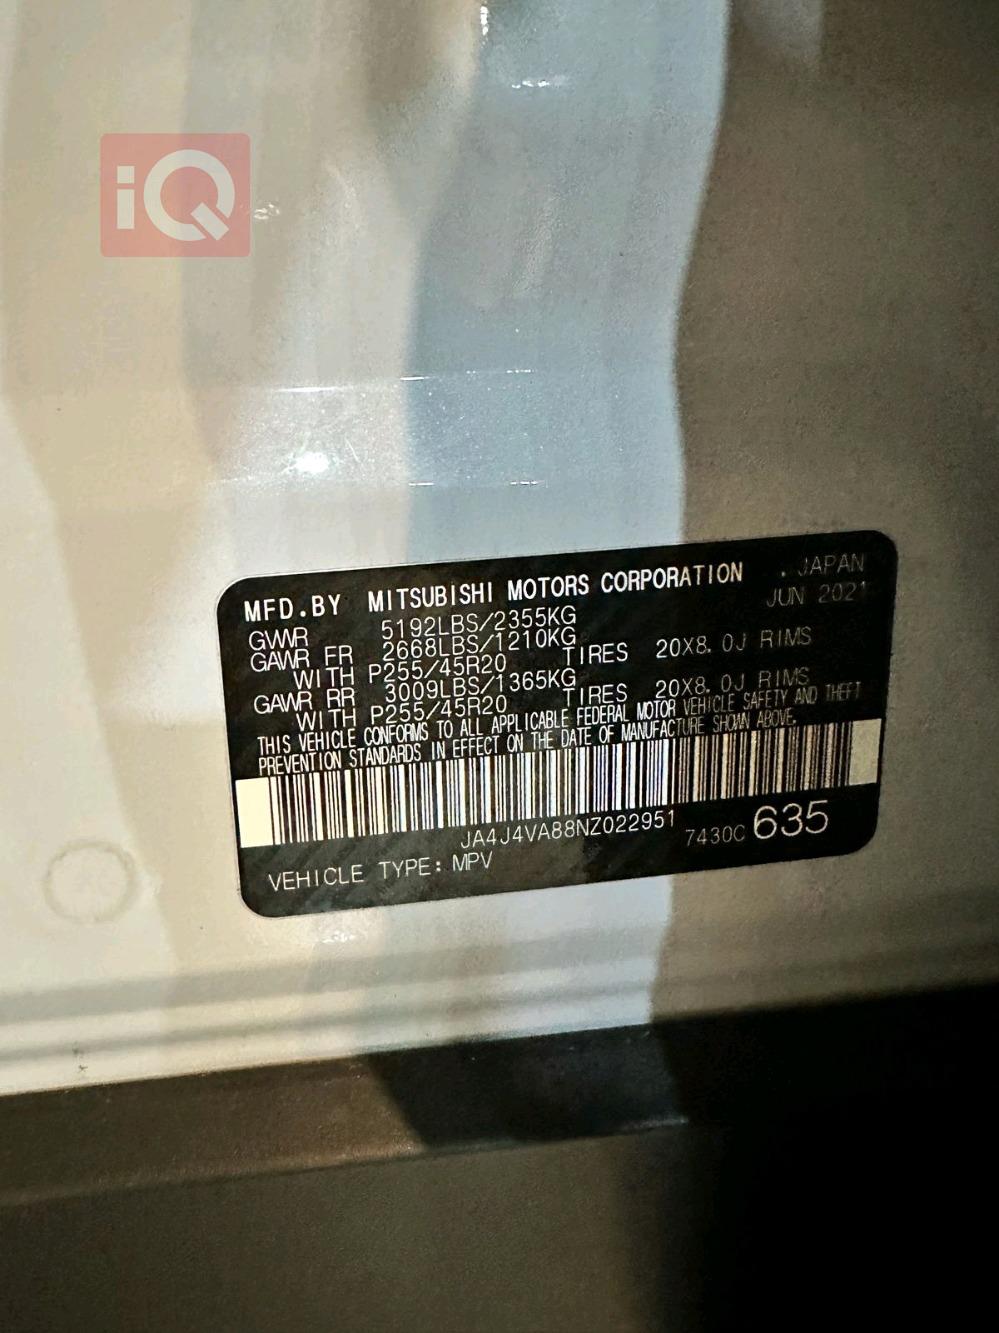 iQ
MFD.BY MITSUBISHI MOTORS CORPORATION . JAPAN
GWWR 5192LBS/2355KG JUN 2021
GAWR FR 2668LBS/1210KG
WITH P255/45R20 TIRES 20X8.0J RIMS
GAWR RR 3009LBS/1365KG
WITH P255/45R20 TIRES 20X8.0J RIMS
THIS VEHICLE CONFORMS TO ALL APPLICABLE FEDERAL MOTOR VEHICLE SAFETY AND THEFT
PREVENTION STANDARDS IN EFFECT ON THE DATE OF MANUFACTURE SHOWN ABOVE.
JA4J4VA88NZ022951 7430C 635
VEHICLE TYPE: MPV